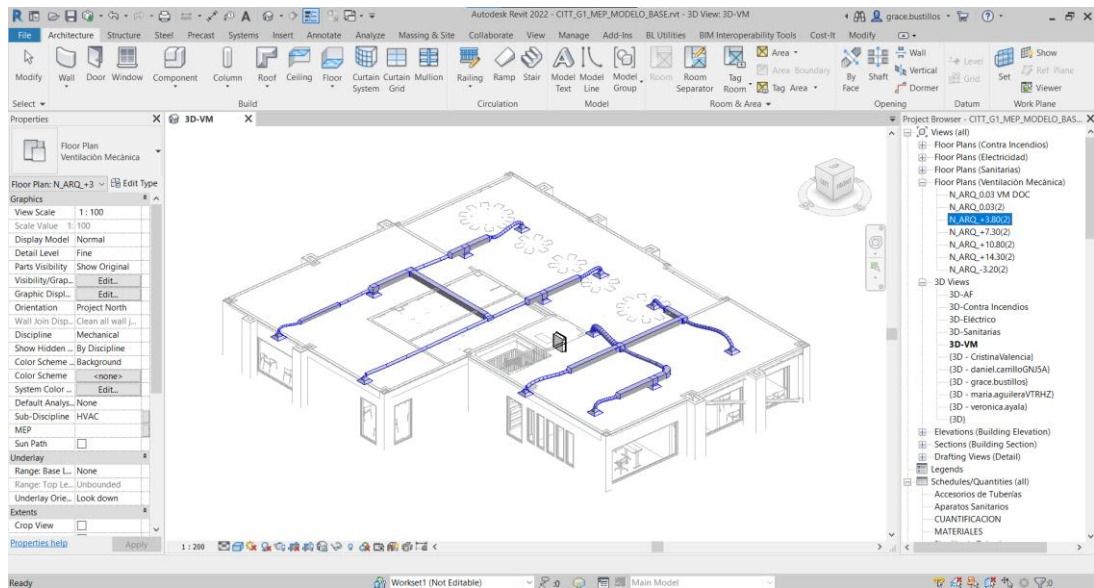 Autodesk Revit 2022 - CITT_G1_MEP_MODELO_BASE.rvt - 3D View: 3D-VM
grace.bustillos
File Architecture Structure Steel Precast Systems Insert Annotate Analyze Massing & Site Collaborate View Manage Add-Ins BL Utilities BIM Interoperability Tools Cost-It Modify
Modify Wall Door Window Component Column Roof Ceiling Floor Curtain System Curtain Grid Mullion Railing Ramp Stair Model Text Model Line Model Group Room Room Separator Tag Room Area Area Boundary Tag Area By Face Shaft Wall Vertical Dormer Level Grid Set Show Ref Plane Viewer
Select Build Circulation Model Room & Area Opening Datum Work Plane
Properties
Floor Plan
Ventilación Mecánica
Floor Plan: N_ARQ_+3 Edit Type
Graphics
View Scale 1 : 100
Scale Value 1: 100
Display Model Normal
Detail Level Fine
Parts Visibility Show Original
Visibility/Grap... Edit...
Graphic Displ... Edit...
Orientation Project North
Wall Join Disp... Clean all wall j...
Discipline Mechanical
Show Hidden ... By Discipline
Color Scheme ... Background
Color Scheme <none>
System Color ... Edit...
Default Analys... None
Sub-Discipline HVAC
MEP
Sun Path
Underlay
Range: Base L... None
Range: Top Le... Unbounded
Underlay Orie... Look down
Extents
Crop View
Properties help Apply
3D-VM
LEFT FRONT
1 : 200
Project Browser - CITT_G1_MEP_MODELO_BAS...
Views (all)
Floor Plans (Contra Incendios)
Floor Plans (Electricidad)
Floor Plans (Sanitarias)
Floor Plans (Ventilación Mecánica)
N_ARQ_0.03 VM DOC
N_ARQ_0.03(2)
N_ARQ_+3.80(2)
N_ARQ_+7.30(2)
N_ARQ_+10.80(2)
N_ARQ_+14.30(2)
N_ARQ_-3.20(2)
3D Views
3D-AF
3D-Contra Incendios
3D-Eléctrico
3D-Sanitarias
3D-VM
(3D - CristinaValencia)
(3D - daniel.carrilloGNJ5A)
(3D - grace.bustillos)
(3D - maria.aguileraVTRHZ)
(3D - veronica.ayala)
(3D)
Elevations (Building Elevation)
Sections (Building Section)
Drafting Views (Detail)
Legends
Schedules/Quantities (all)
Accesorios de Tuberías
Aparatos Sanitarios
CUANTIFICACION
MATERIALES
Ready Workset1 (Not Editable) :0 Main Model :0